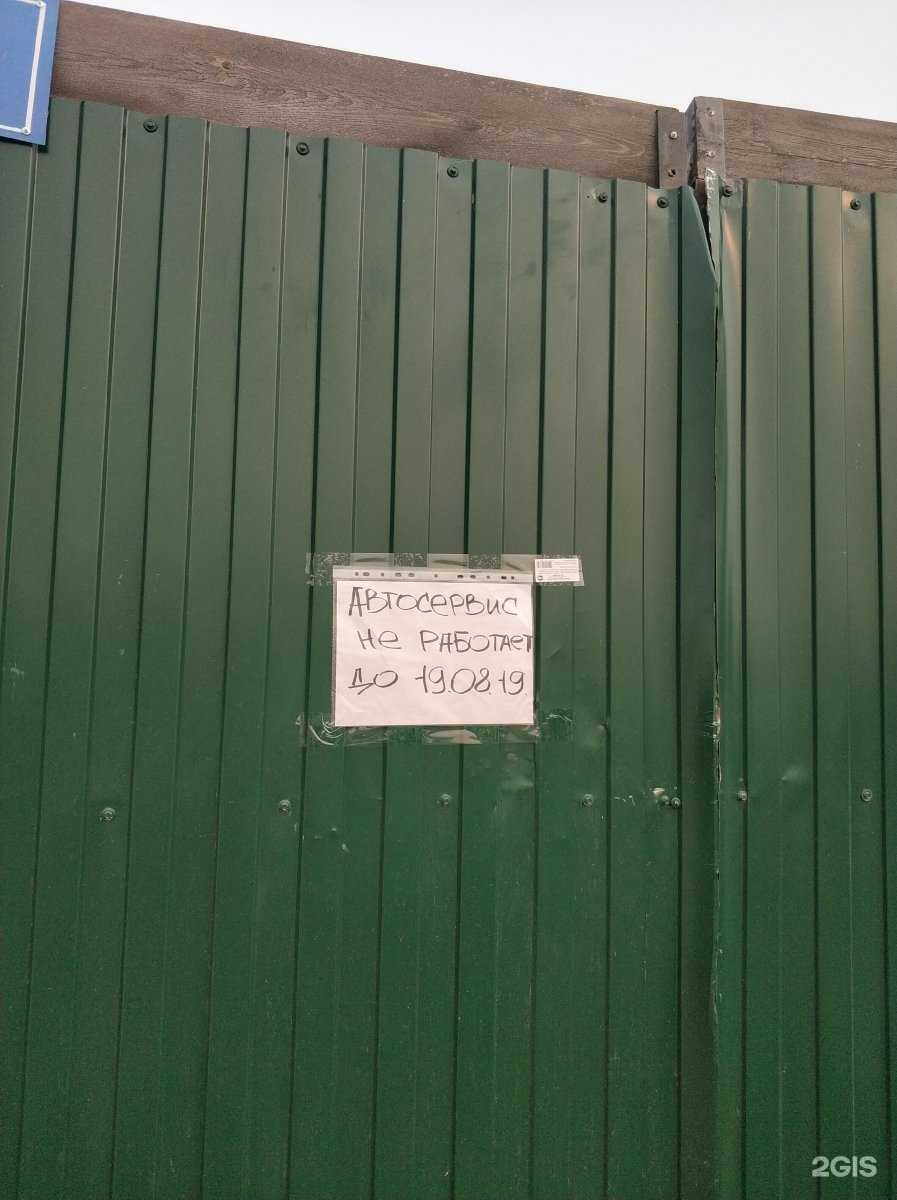 Автосервис
не работает
до 19.08.19
2GIS